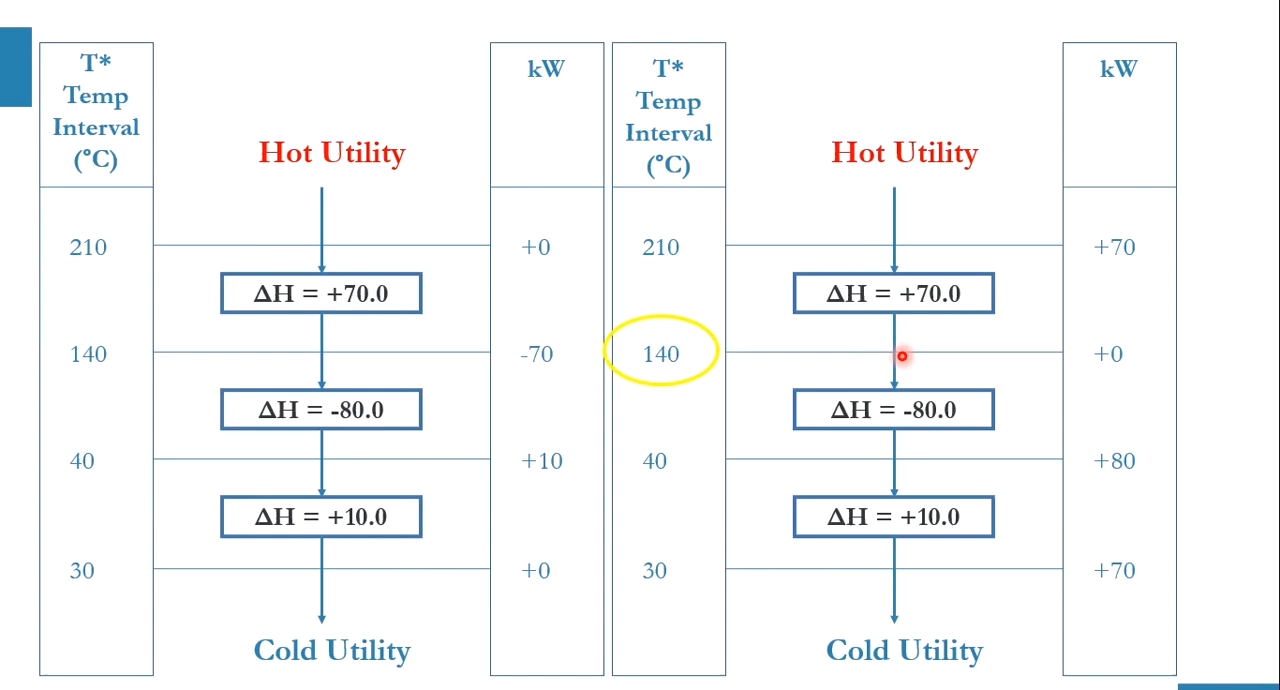 T*
Temp
Interval
(°C)
Hot Utility
kW
T*
Temp
Interval
(°C)
Hot Utility
kW
210
+0
210
+70
ΔH = +70.0
ΔH = +70.0
140
-70
140
+0
ΔH = -80.0
ΔH = -80.0
40
+10
40
+80
ΔH = +10.0
ΔH = +10.0
30
+0
30
+70
Cold Utility
Cold Utility